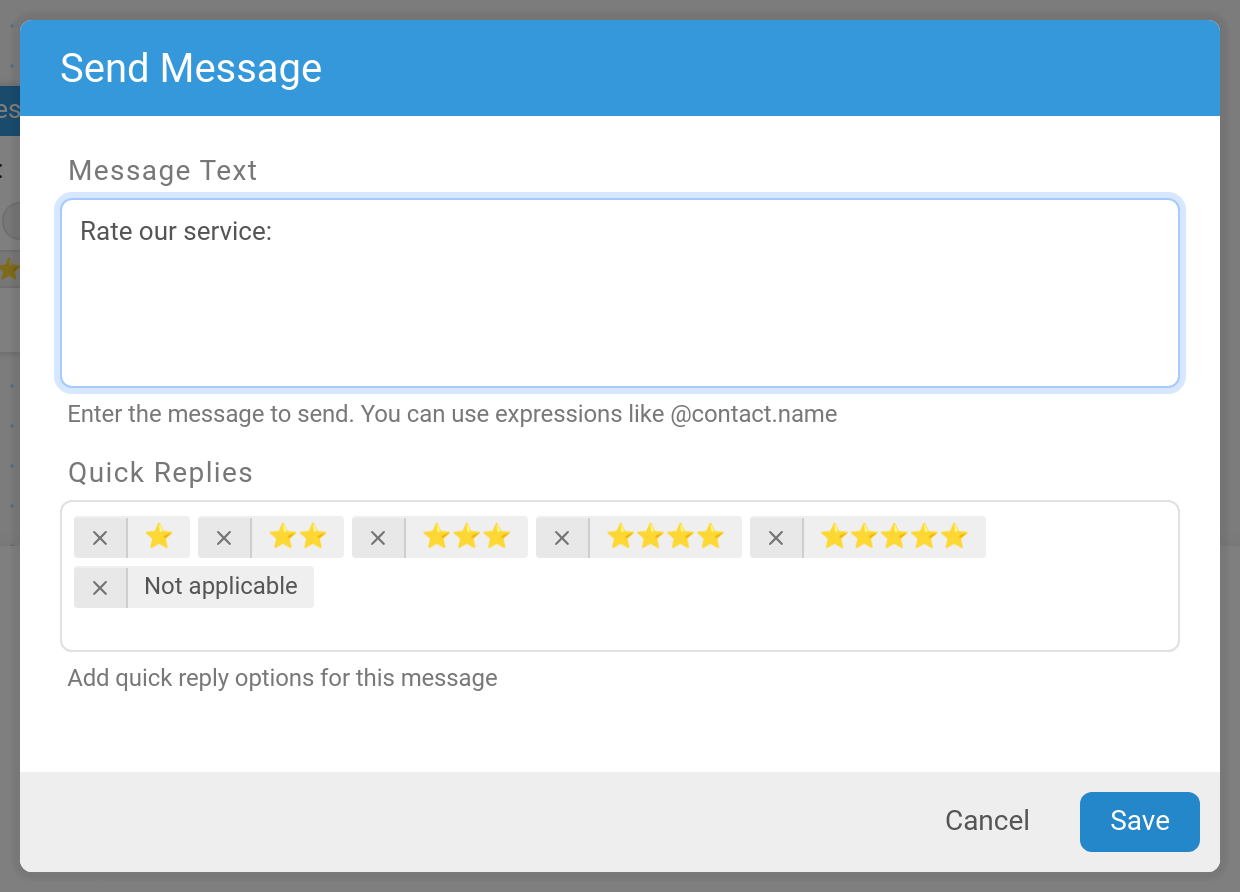 Send Message
es
Message Text
Rate our service:
Enter the message to send. You can use expressions like @contact.name
Quick Replies
× ⭐ × ⭐⭐ × ⭐⭐⭐ × ⭐⭐⭐⭐ × ⭐⭐⭐⭐⭐
× Not applicable
Add quick reply options for this message
Cancel Save